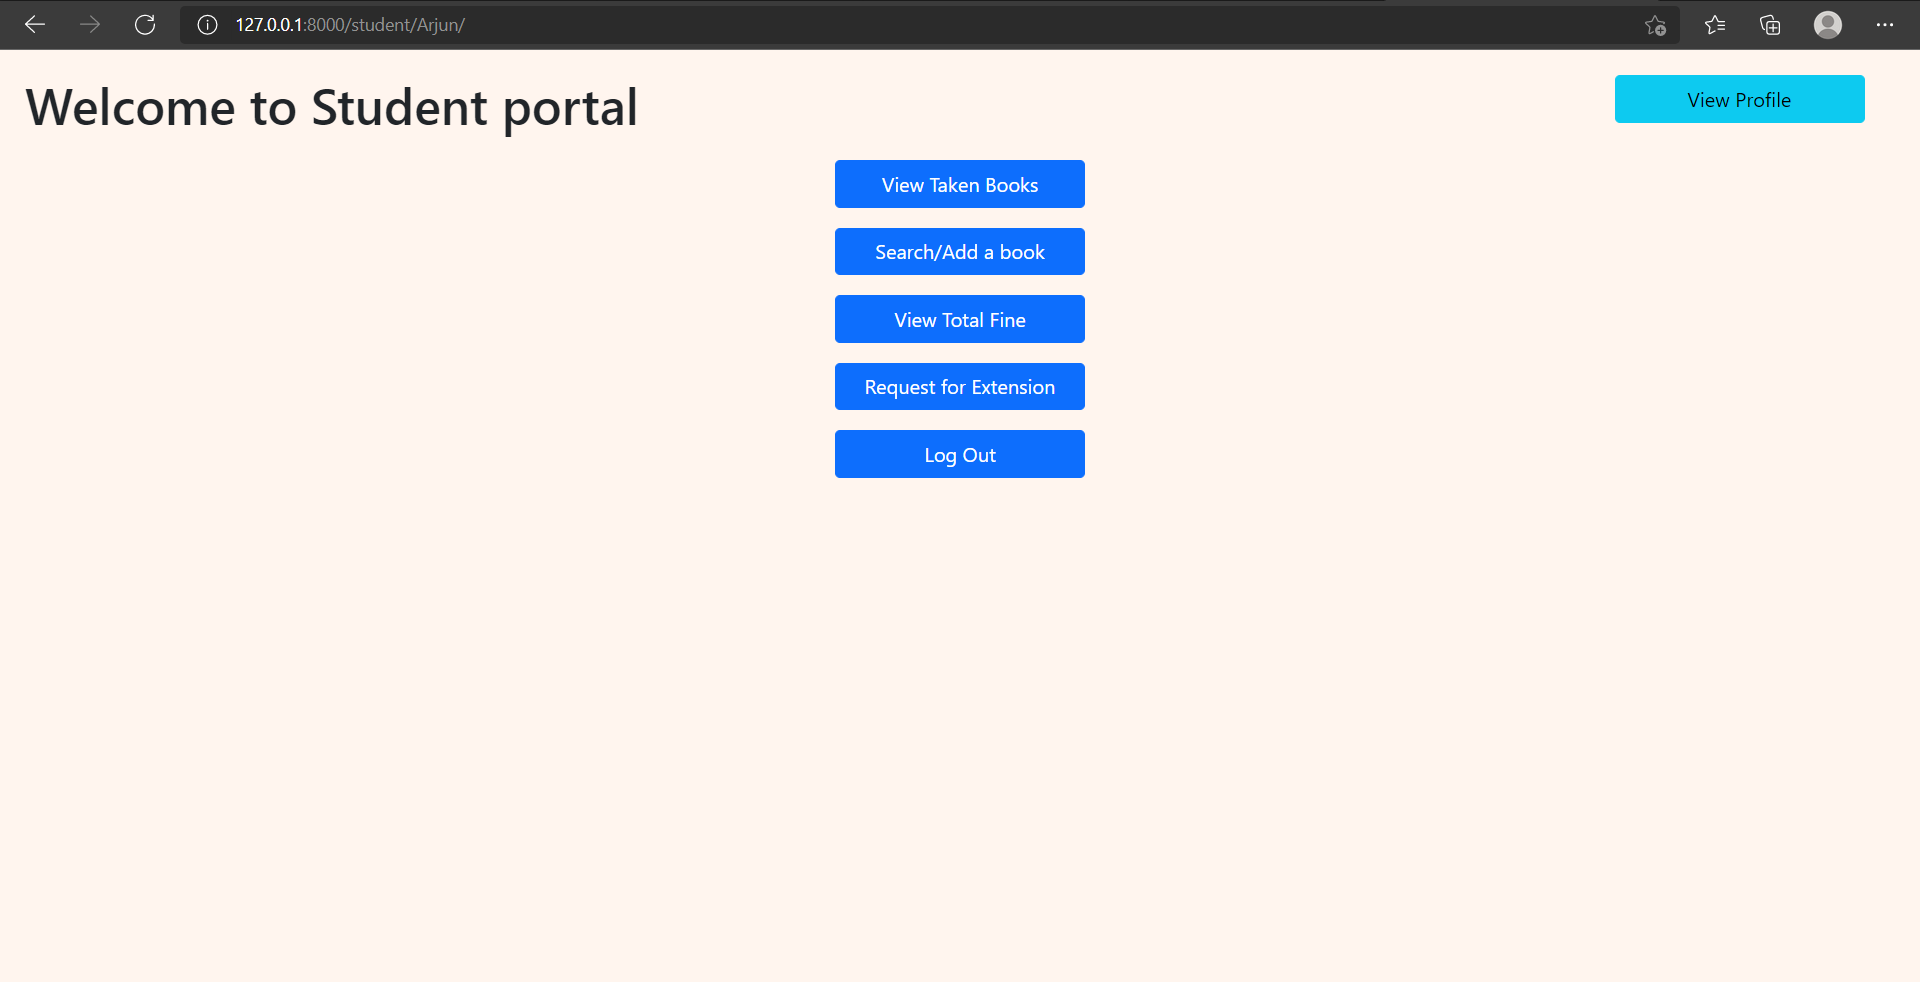 127.0.0.1:8000/student/Arjun/
Welcome to Student portal
View Profile
View Taken Books
Search/Add a book
View Total Fine
Request for Extension
Log Out